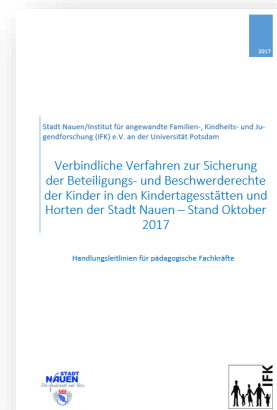 2017
Stadt Nauen/Institut für angewandte Familien-, Kindheits- und Ju-
gendforschung (IFK) e.V. an der Universität Potsdam
Verbindliche Verfahren zur Sicherung
der Beteiligungs- und Beschwerderechte
der Kinder in den Kindertagesstätten und
Horten der Stadt Nauen – Stand Oktober
2017
Handlungsleitlinien für pädagogische Fachkräfte
STADT
NAUEN
IFK